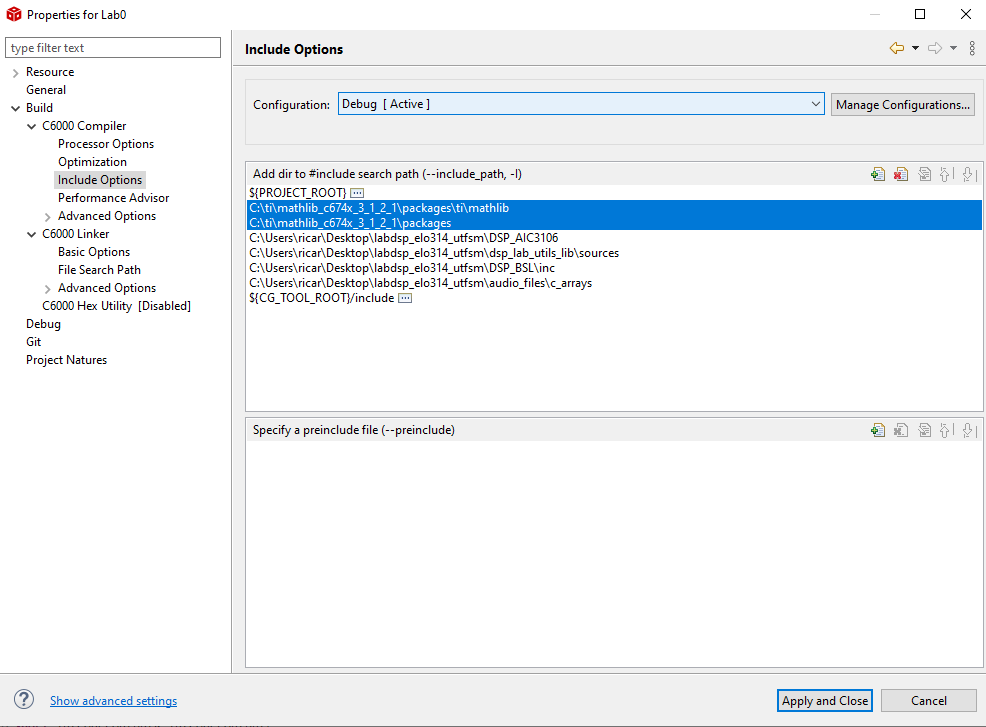 Properties for Lab0
type filter text
Resource
General
Build
C6000 Compiler
Processor Options
Optimization
Include Options
Performance Advisor
Advanced Options
C6000 Linker
Basic Options
File Search Path
Advanced Options
C6000 Hex Utility [Disabled]
Debug
Git
Project Natures
Include Options
Configuration: Debug [ Active ] Manage Configurations...
Add dir to #include search path (--include_path, -I)
${PROJECT_ROOT}
C:\ti\mathlib_c674x_3_1_2_1\packages\ti\mathlib
C:\ti\mathlib_c674x_3_1_2_1\packages
C:\Users\ricar\Desktop\labdsp_elo314_utfsm\DSP_AIC3106
C:\Users\ricar\Desktop\labdsp_elo314_utfsm\dsp_lab_utils_lib\sources
C:\Users\ricar\Desktop\labdsp_elo314_utfsm\DSP_BSL\inc
C:\Users\ricar\Desktop\labdsp_elo314_utfsm\audio_files\c_arrays
${CG_TOOL_ROOT}/include
Specify a preinclude file (--preinclude)
Show advanced settings
Apply and Close Cancel